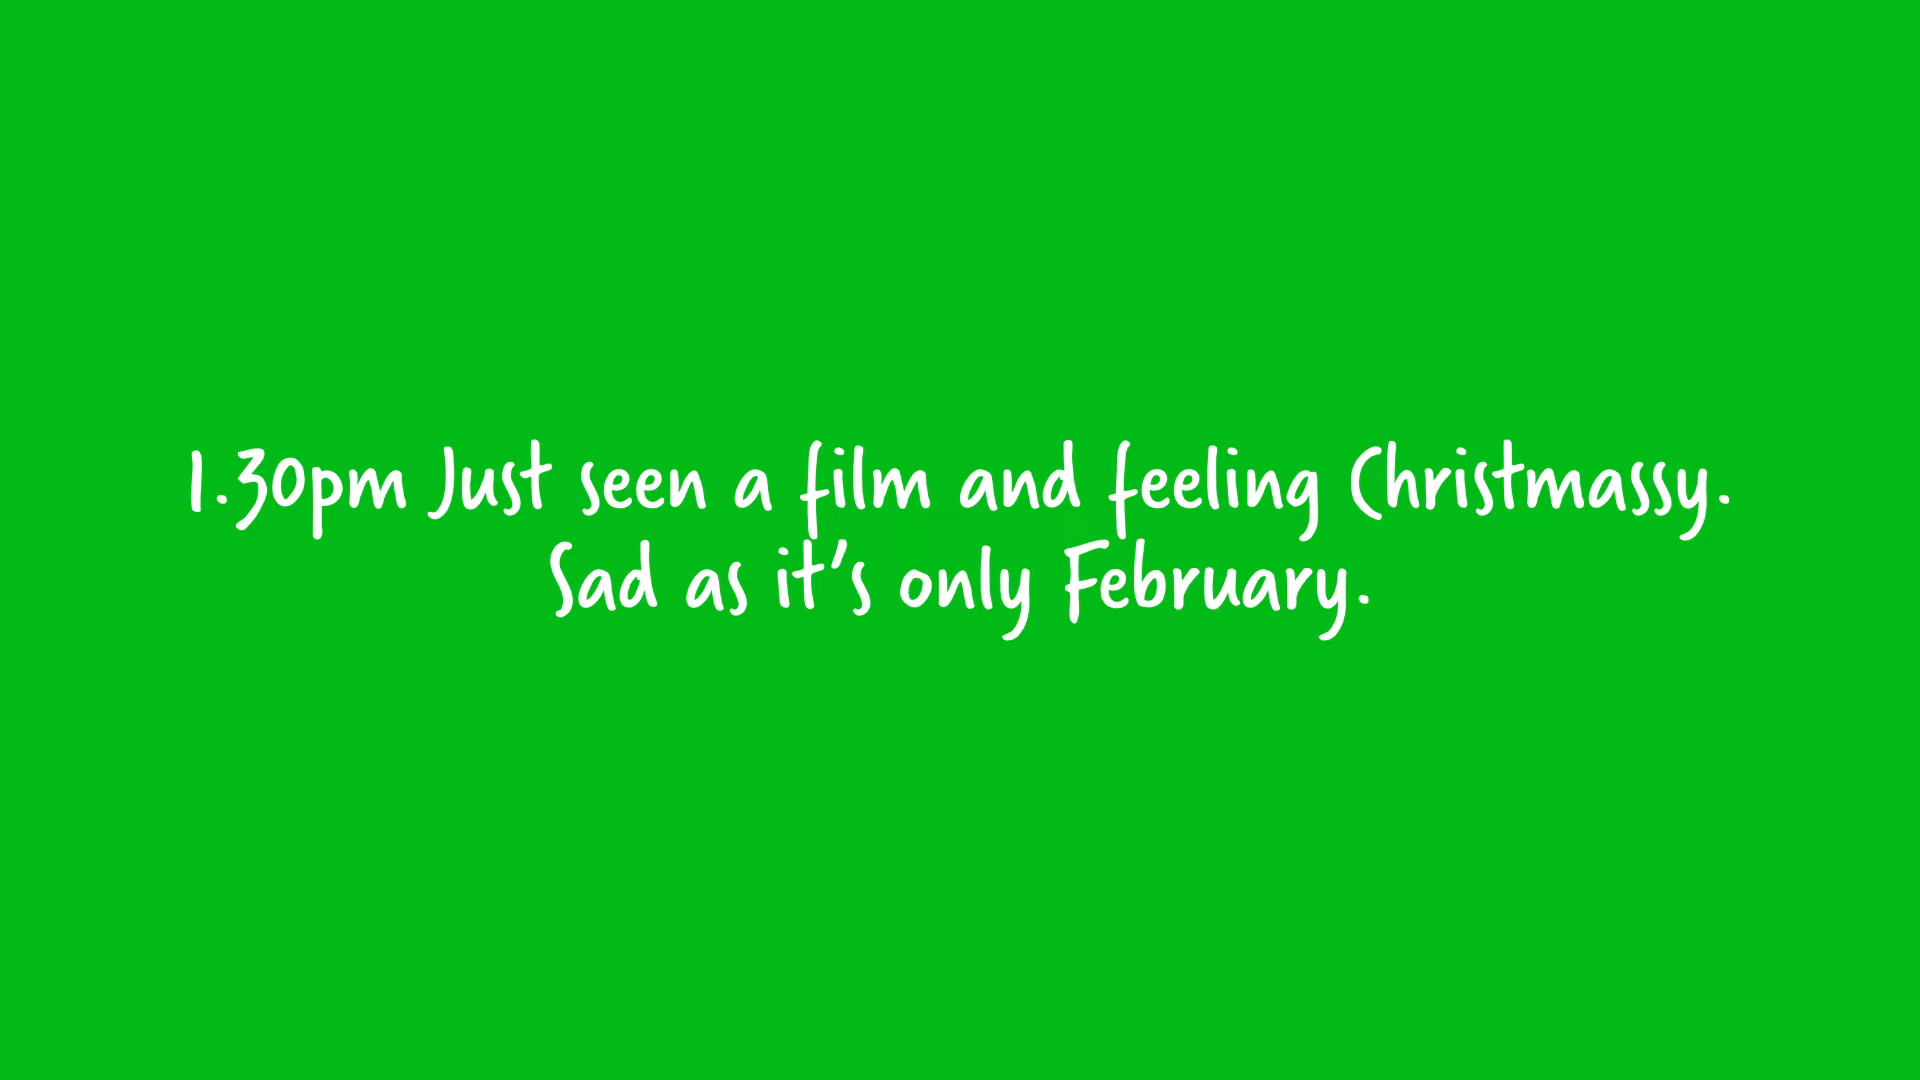 1.30pm Just seen a film and feeling Christmassy.
Sad as it's only February.